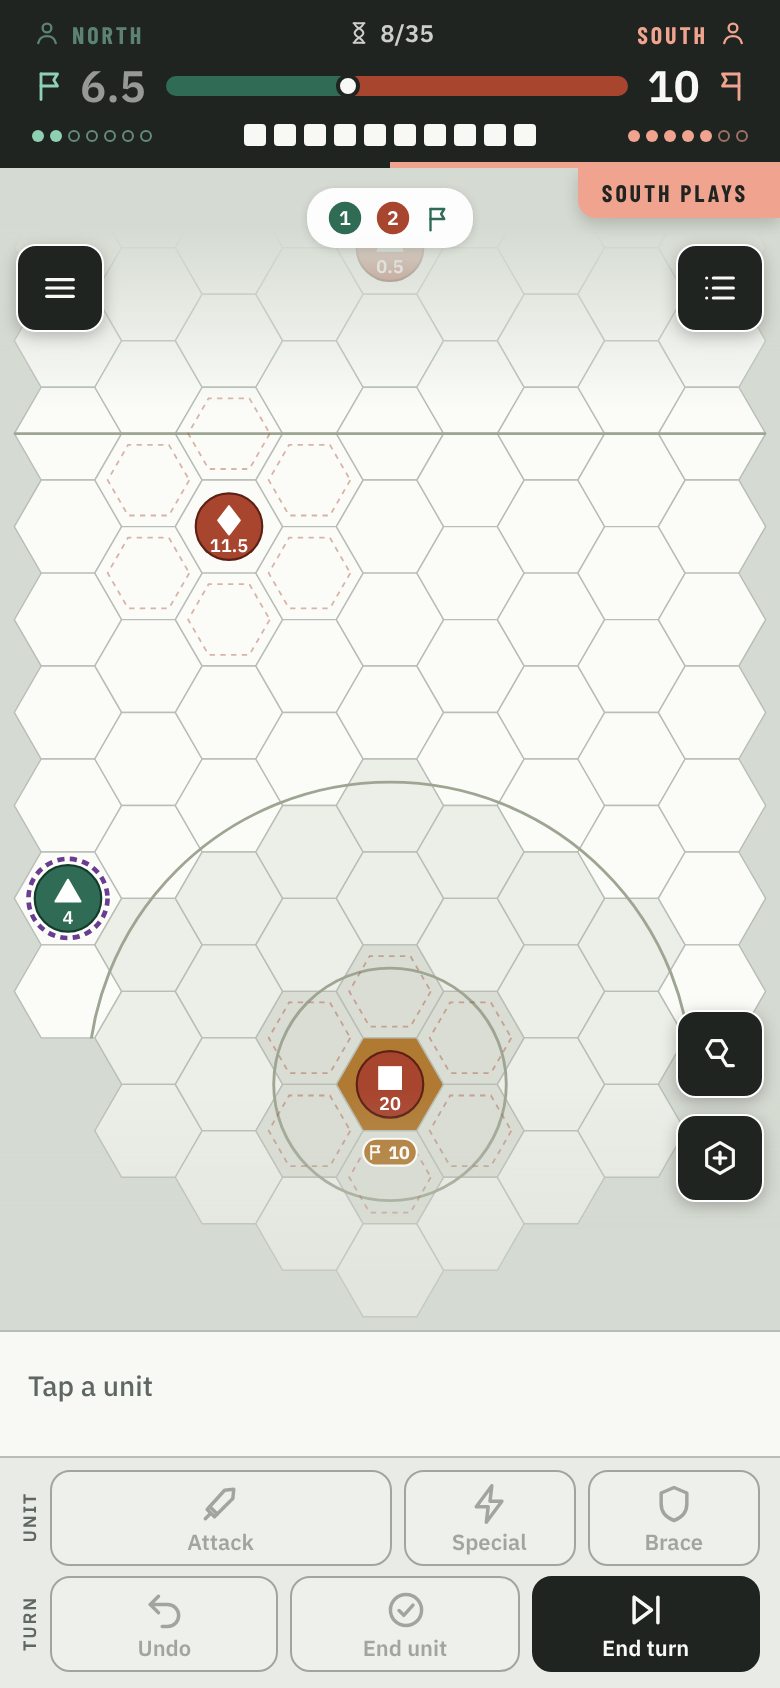 NORTH
8/35
SOUTH
6.5
10
SOUTH PLAYS
1 2
0.5
11.5
4
20
10
Tap a unit
UNIT
Attack
Special
Brace
TURN
Undo
End unit
End turn